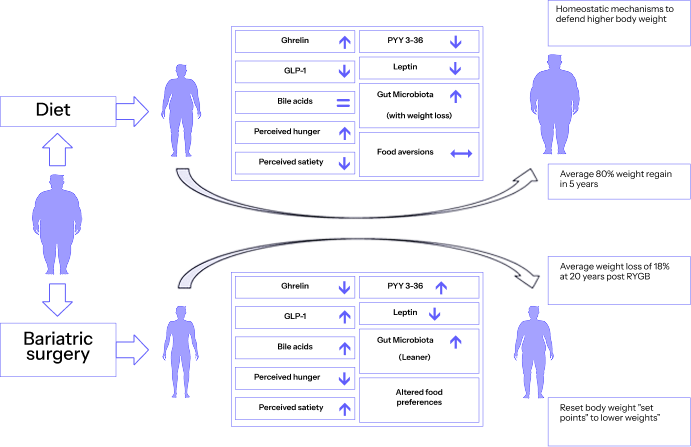 Homeostatic mechanisms to
defend higher body weight
Diet
Ghrelin
GLP-1
Bile acids
Perceived hunger
Perceived satiety
PYY 3-36
Leptin
Gut Microbiota
(with weight loss)
Food aversions
Average 80% weight regain
in 5 years
Bariatric
surgery
Ghrelin
GLP-1
Bile acids
Perceived hunger
Perceived satiety
PYY 3-36
Leptin
Gut Microbiota
(Leaner)
Altered food
preferences
Average weight loss of 18%
at 20 years post RYGB
Reset body weight "set
points" to lower weights"